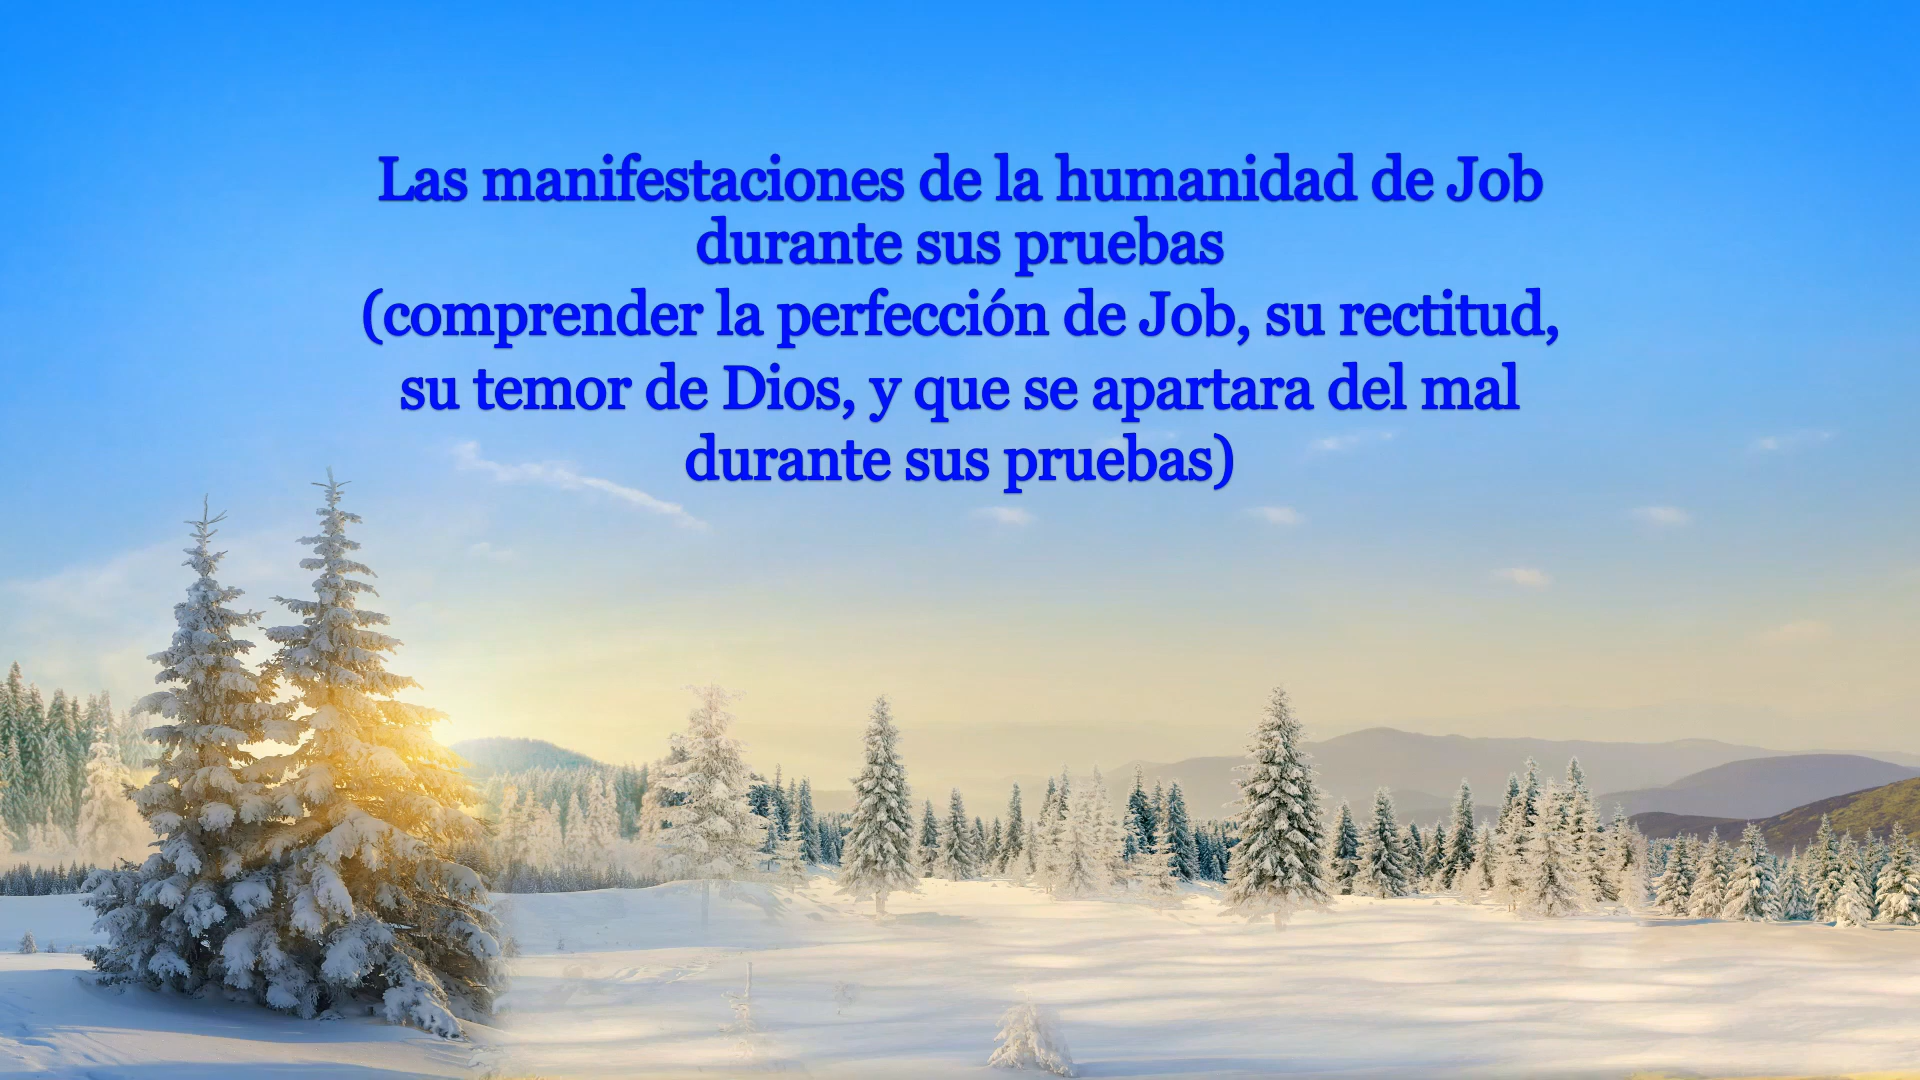 Las manifestaciones de la humanidad de Job
durante sus pruebas
(comprender la perfección de Job, su rectitud,
su temor de Dios, y que se apartara del mal
durante sus pruebas)